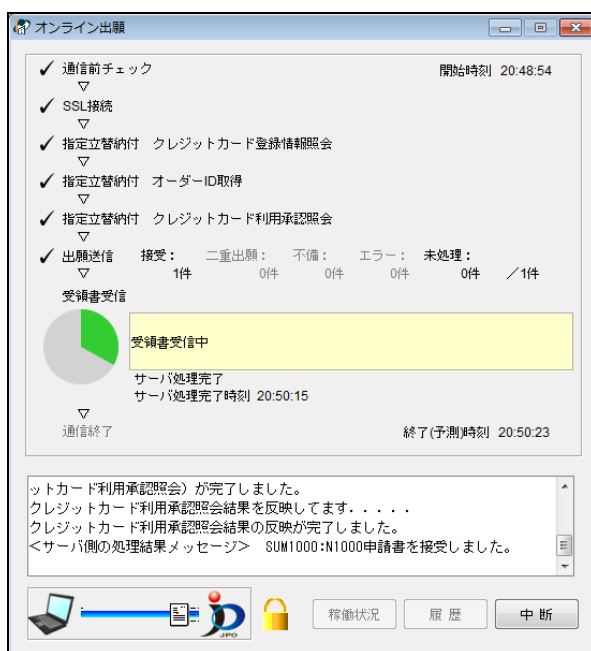 オンライン出願
✓ 通信前チェック 開始時刻 20:48:54
▽
✓ SSL接続
▽
✓ 指定立替納付 クレジットカード登録情報照会
▽
✓ 指定立替納付 オーダーID取得
▽
✓ 指定立替納付 クレジットカード利用承認照会
▽
✓ 出願送信 接受: 二重出願: 不備: エラー: 未処理:
▽ 1件 0件 0件 0件 0件 /1件
受領書受信
受領書受信中
サーバ処理完了
サーバ処理完了時刻 20:50:15
▽
通信終了 終了(予測)時刻 20:50:23
ットカード利用承認照会)が完了しました。
クレジットカード利用承認照会結果を反映してます.....
クレジットカード利用承認照会結果の反映が完了しました。
<サーバ側の処理結果メッセージ> SUM1000:N1000申請書を接受しました。
JPO 稼働状況 履歴 中断